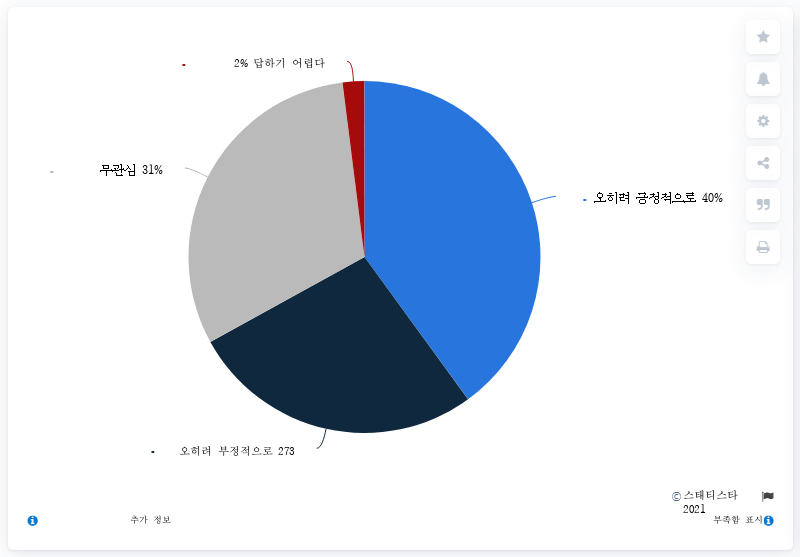 2% 답하기 어렵다
무관심 31%
오히려 긍정적으로 40%
오히려 부정적으로 273
© 스태티스타
2021
추가 정보
부족함 표시